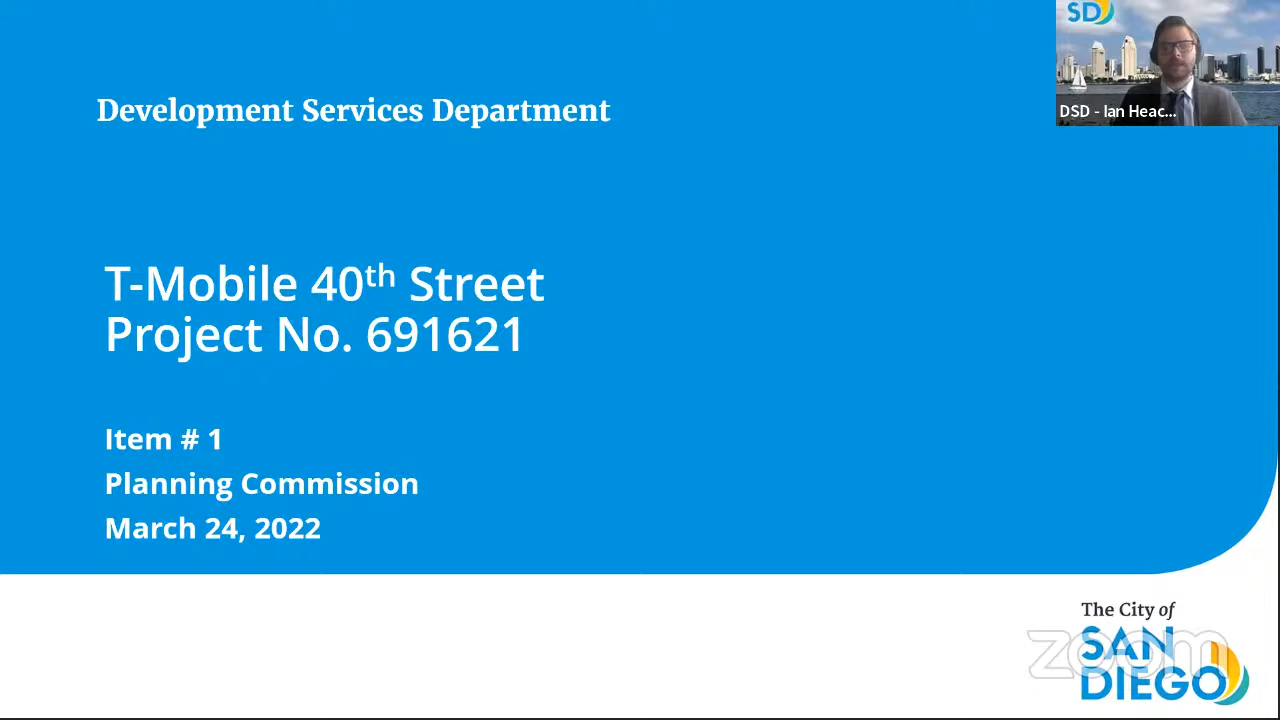 SD
DSD - Ian Heac...
Development Services Department
T-Mobile 40th Street
Project No. 691621
Item # 1
Planning Commission
March 24, 2022
The City of
SAN
DIEGO
zoom